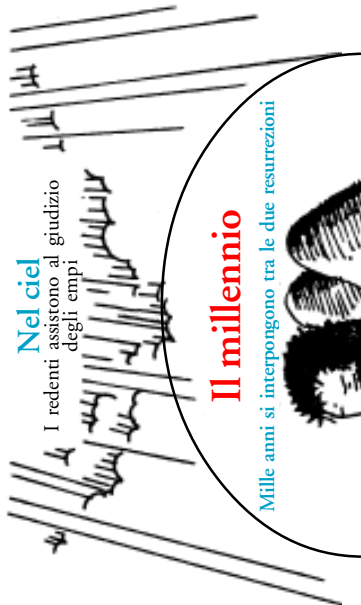 Nel ciel
I redenti assistono al giudizio
degli empi
Il millennio
Mille anni si interpongono tra le due resurrezioni